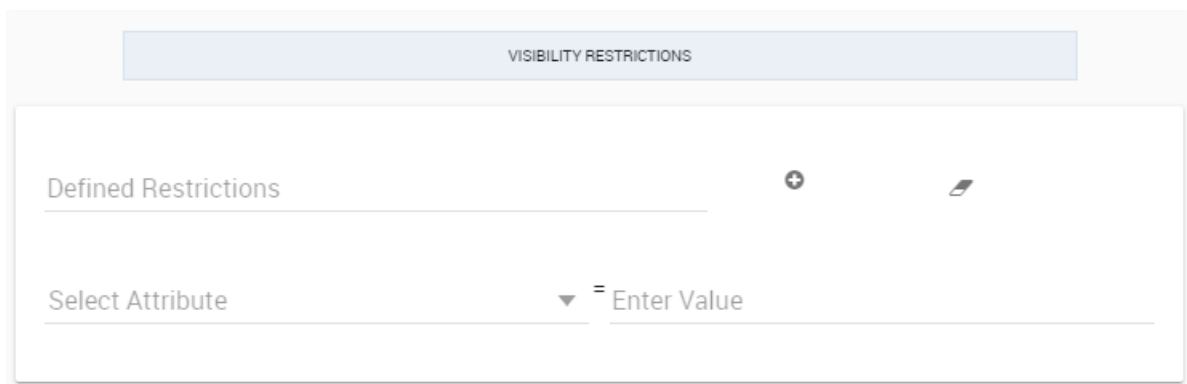 VISIBILITY RESTRICTIONS
Defined Restrictions
Select Attribute = Enter Value